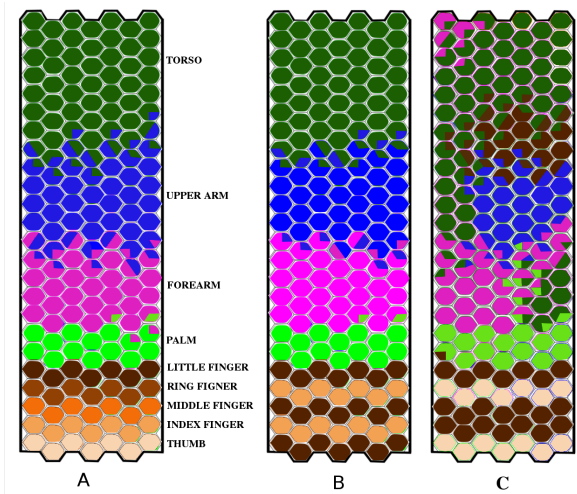 TORSO
UPPER ARM
FOREARM
PALM
LITTLE FINGER
RING FIGNER
MIDDLE FINGER
INDEX FINGER
THUMB
A
B
C